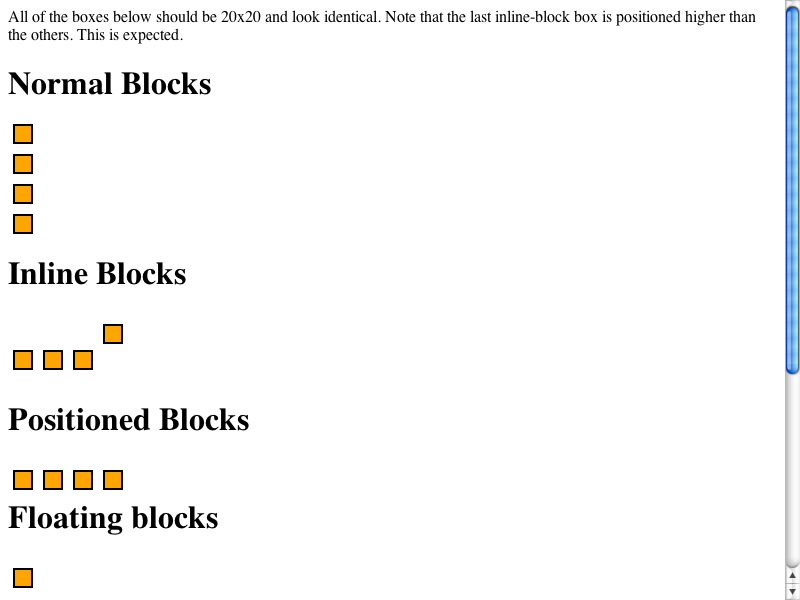 All of the boxes below should be 20x20 and look identical. Note that the last inline-block box is positioned higher than
the others. This is expected.
Normal Blocks
Inline Blocks
Positioned Blocks
Floating blocks